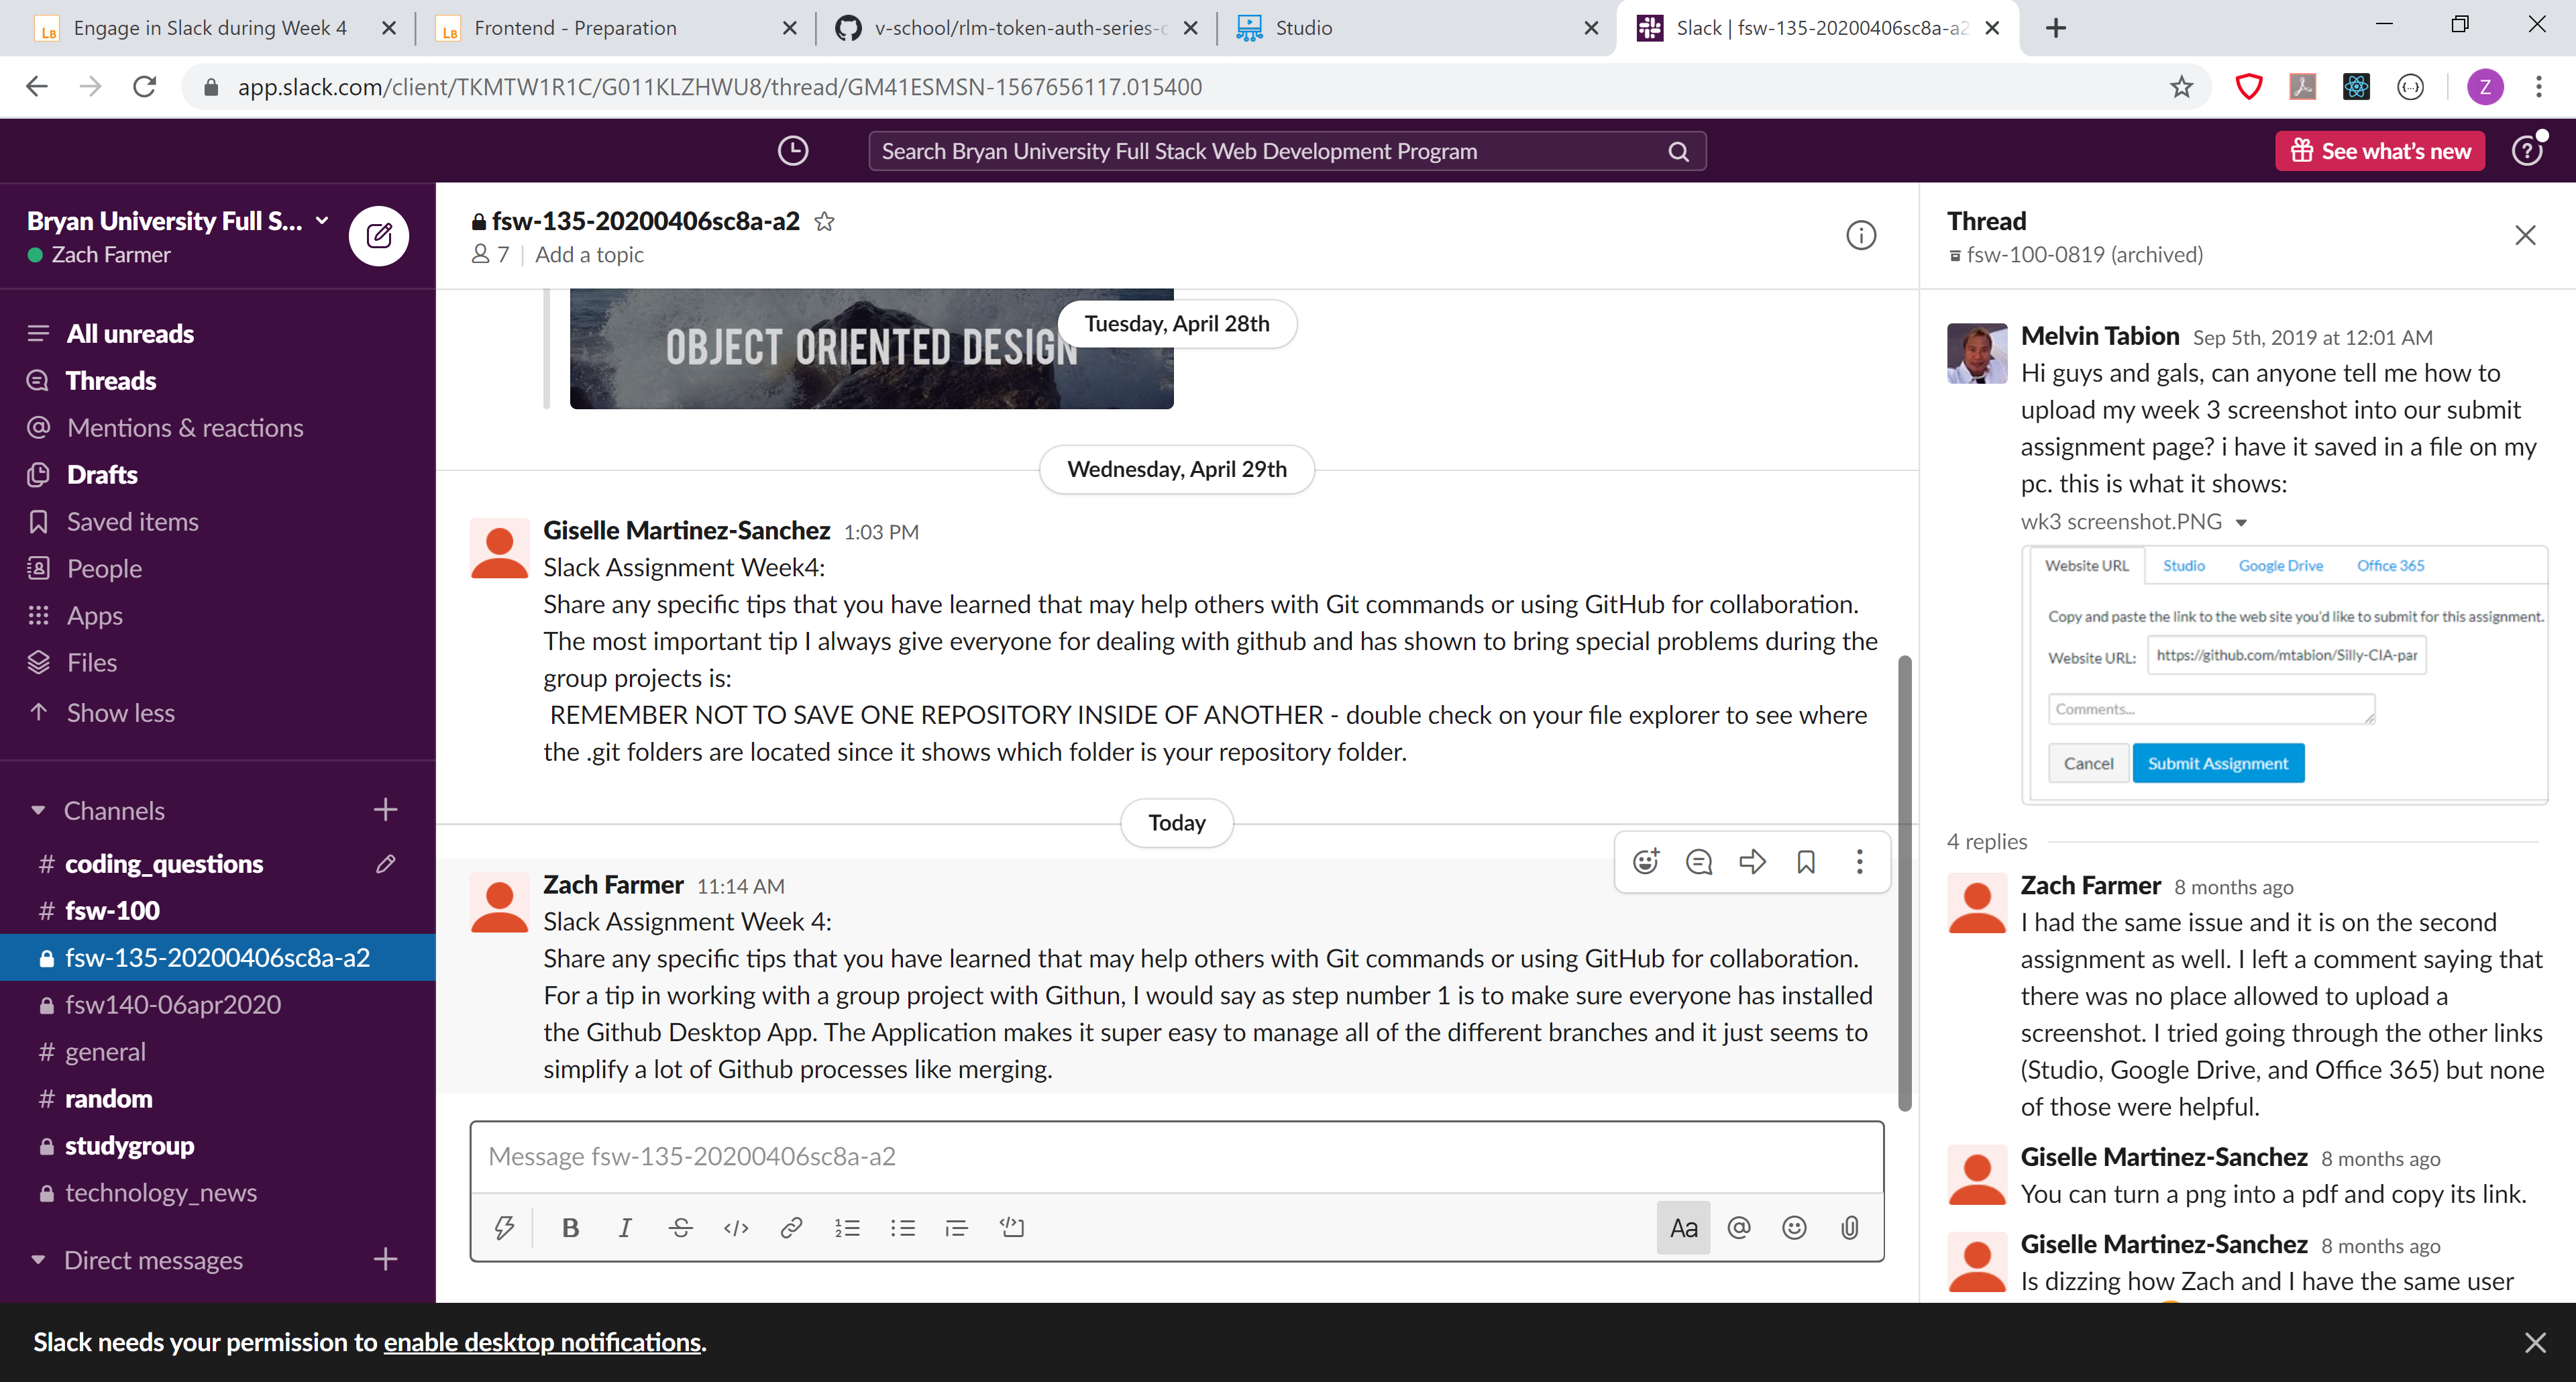 Engage in Slack during Week 4
Frontend - Preparation
v-school/rlm-token-auth-series-c
Studio
Slack | fsw-135-20200406sc8a-a2
app.slack.com/client/TKMTW1R1C/G011KLZHWU8/thread/GM41ESMSN-1567656117.015400
Z
Search Bryan University Full Stack Web Development Program
See what's new
Bryan University Full S...
Zach Farmer
All unreads
Threads
Mentions & reactions
Drafts
Saved items
People
Apps
Files
Show less
Channels
# coding_questions
# fsw-100
fsw-135-20200406sc8a-a2
fsw140-06apr2020
# general
# random
studygroup
technology_news
Direct messages
fsw-135-20200406sc8a-a2
7 | Add a topic
OBJECT ORIENTED DESIGN
Tuesday, April 28th
Wednesday, April 29th
Giselle Martinez-Sanchez 1:03 PM
Slack Assignment Week4:
Share any specific tips that you have learned that may help others with Git commands or using GitHub for collaboration.
The most important tip I always give everyone for dealing with github and has shown to bring special problems during the
group projects is:
REMEMBER NOT TO SAVE ONE REPOSITORY INSIDE OF ANOTHER - double check on your file explorer to see where
the .git folders are located since it shows which folder is your repository folder.
Today
Zach Farmer 11:14 AM
Slack Assignment Week 4:
Share any specific tips that you have learned that may help others with Git commands or using GitHub for collaboration.
For a tip in working with a group project with Githun, I would say as step number 1 is to make sure everyone has installed
the Github Desktop App. The Application makes it super easy to manage all of the different branches and it just seems to
simplify a lot of Github processes like merging.
Message fsw-135-20200406sc8a-a2
B I S Aa @
Thread
fsw-100-0819 (archived)
Melvin Tabion Sep 5th, 2019 at 12:01 AM
Hi guys and gals, can anyone tell me how to
upload my week 3 screenshot into our submit
assignment page? i have it saved in a file on my
pc. this is what it shows:
wk3 screenshot.PNG
Website URL Studio Google Drive Office 365
Copy and paste the link to the web site you'd like to submit for this assignment.
Website URL: https://github.com/mtabion/Silly-CIA-par
Comments...
Cancel Submit Assignment
4 replies
Zach Farmer 8 months ago
I had the same issue and it is on the second
assignment as well. I left a comment saying that
there was no place allowed to upload a
screenshot. I tried going through the other links
(Studio, Google Drive, and Office 365) but none
of those were helpful.
Giselle Martinez-Sanchez 8 months ago
You can turn a png into a pdf and copy its link.
Giselle Martinez-Sanchez 8 months ago
Is dizzing how Zach and I have the same user
Slack needs your permission to enable desktop notifications.